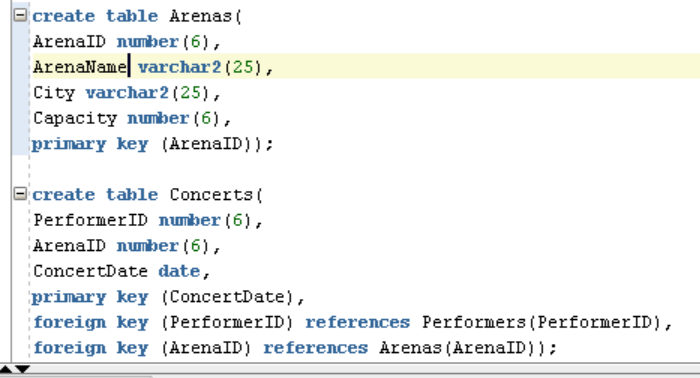 create table Arenas(
ArenaID number(6),
ArenaName varchar2(25),
City varchar2(25),
Capacity number(6),
primary key (ArenaID));
create table Concerts(
PerformerID number(6),
ArenaID number(6),
ConcertDate date,
primary key (ConcertDate),
foreign key (PerformerID) references Performers(PerformerID),
foreign key (ArenaID) references Arenas(ArenaID));